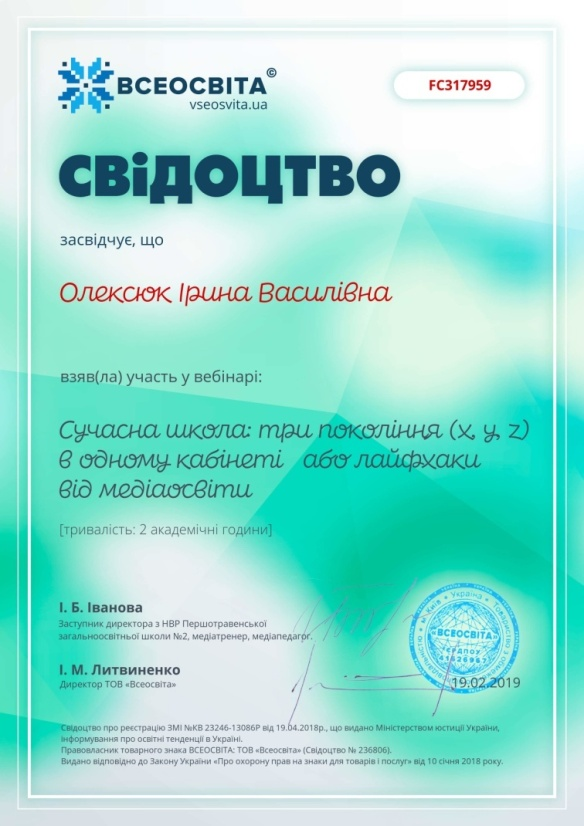 ВСЕОСВІТА©
vseosvita.ua
FC317959
СВіДОЦТВО
засвідчує, що
Олексюк Ірина Василівна
взяв(ла) участь у вебінарі:
Сучасна школа: три покоління (x, y, z)
в одному кабінеті або лайфхаки
від медіаосвіти
[тривалість: 2 академічні години]
І. Б. Іванова
Заступник директора з НВР Першотравенської
загальноосвітньої школи №2, медіатренер, медіапедагог.
І. М. Литвиненко
Директор ТОВ «Всеосвіта»
Україна
м. Київ
«ВСЕОСВІТА»
ЄРДПОУ
19.02.2019
Свідоцтво про реєстрацію ЗМІ №КВ 23246-13086Р від 19.04.2018р., що видано Міністерством юстиції України,
інформування про освітні тенденції в Україні.
Правовласник товарного знака ВСЕОСВІТА: ТОВ «Всеосвіта» (Свідоцтво № 236806).
Видано відповідно до Закону України «Про охорону прав на знаки для товарів і послуг» від 10 січня 2018 року.